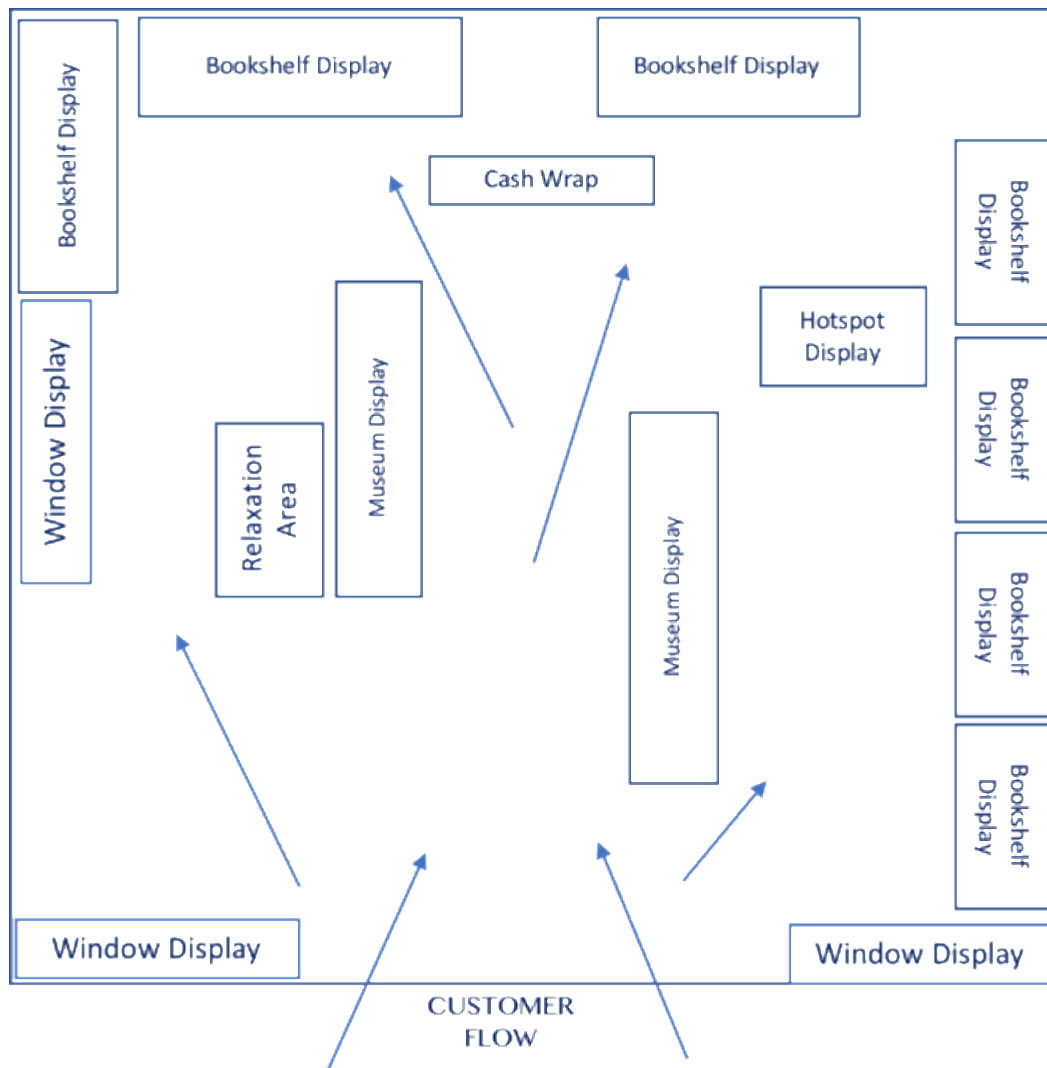 Bookshelf Display
Bookshelf Display
Bookshelf Display
Cash Wrap
Bookshelf
Display
Window Display
Museum Display
Hotspot
Display
Bookshelf
Display
Relaxation
Area
Museum Display
Bookshelf
Display
Bookshelf
Display
Window Display
Window Display
CUSTOMER
FLOW